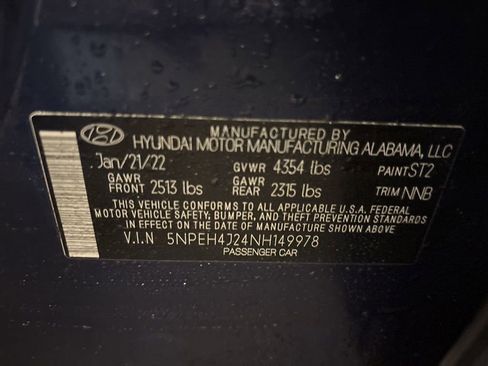 MANUFACTURED BY
HYUNDAI MOTOR MANUFACTURING ALABAMA, LLC
Jan/21/22 GVWR 4354 lbs PAINT ST2
GAWR FRONT 2513 lbs GAWR REAR 2315 lbs TRIM NNB
THIS VEHICLE CONFORMS TO ALL APPLICABLE U.S.A. FEDERAL
MOTOR VEHICLE SAFETY, BUMPER, AND THEFT PREVENTION STANDARDS
IN EFFECT ON THE DATE OF MANUFACTURE SHOWN ABOVE
V.I.N 5NPEH4J24NH149978
PASSENGER CAR